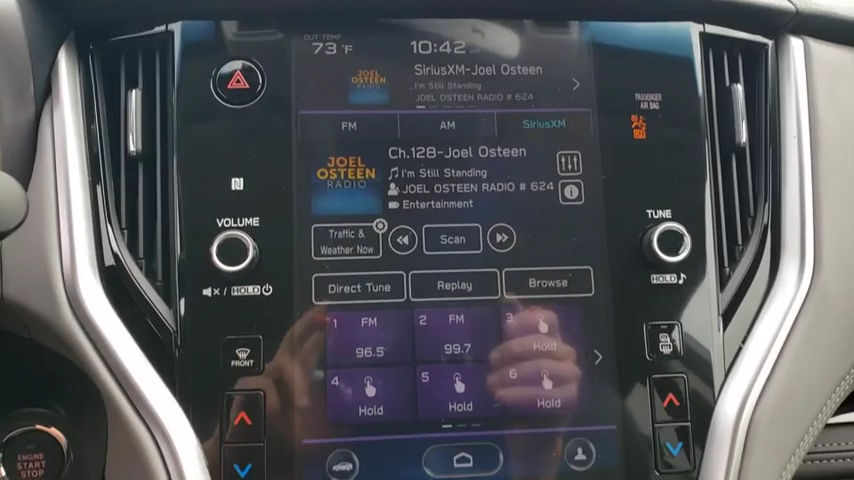 OUT TEMP
73°F
10:42
SiriusXM-Joel Osteen
I'm Still Standing
JOEL OSTEEN RADIO # 624
JOEL
OSTEEN
RADIO
FM
AM
SiriusXM
PASSENGER
AIR BAG
JOEL
OSTEEN
RADIO
Ch.128-Joel Osteen
I'm Still Standing
JOEL OSTEEN RADIO # 624
Entertainment
N
VOLUME
TUNE
Traffic &
Weather Now
Scan
/ HOLD
HOLD
Direct Tune
Replay
Browse
1 FM
96.5
2 FM
99.7
3
Hold
4
Hold
5
Hold
6
Hold
FRONT
ENGINE
START
STOP